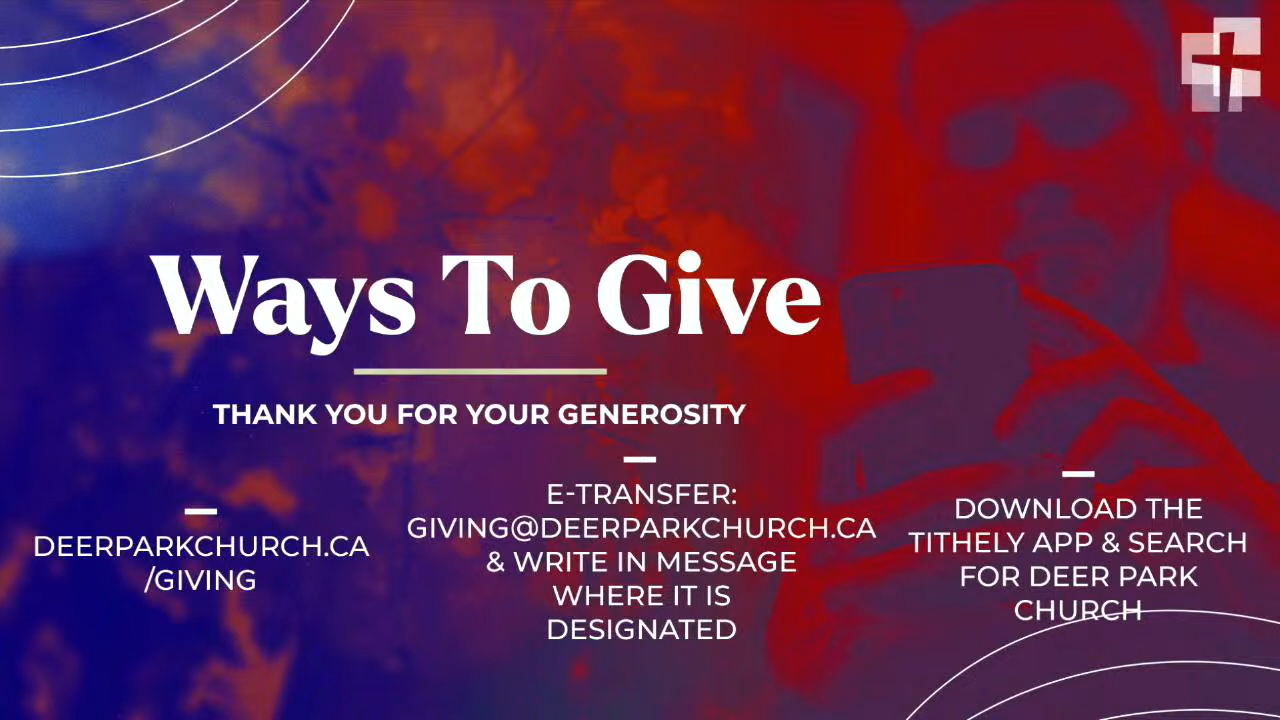 Ways To Give
THANK YOU FOR YOUR GENEROSITY
DEERPARKCHURCH.CA
/GIVING
E-TRANSFER:
GIVING@DEERPARKCHURCH.CA
& WRITE IN MESSAGE
WHERE IT IS
DESIGNATED
DOWNLOAD THE
TITHELY APP & SEARCH
FOR DEER PARK
CHURCH